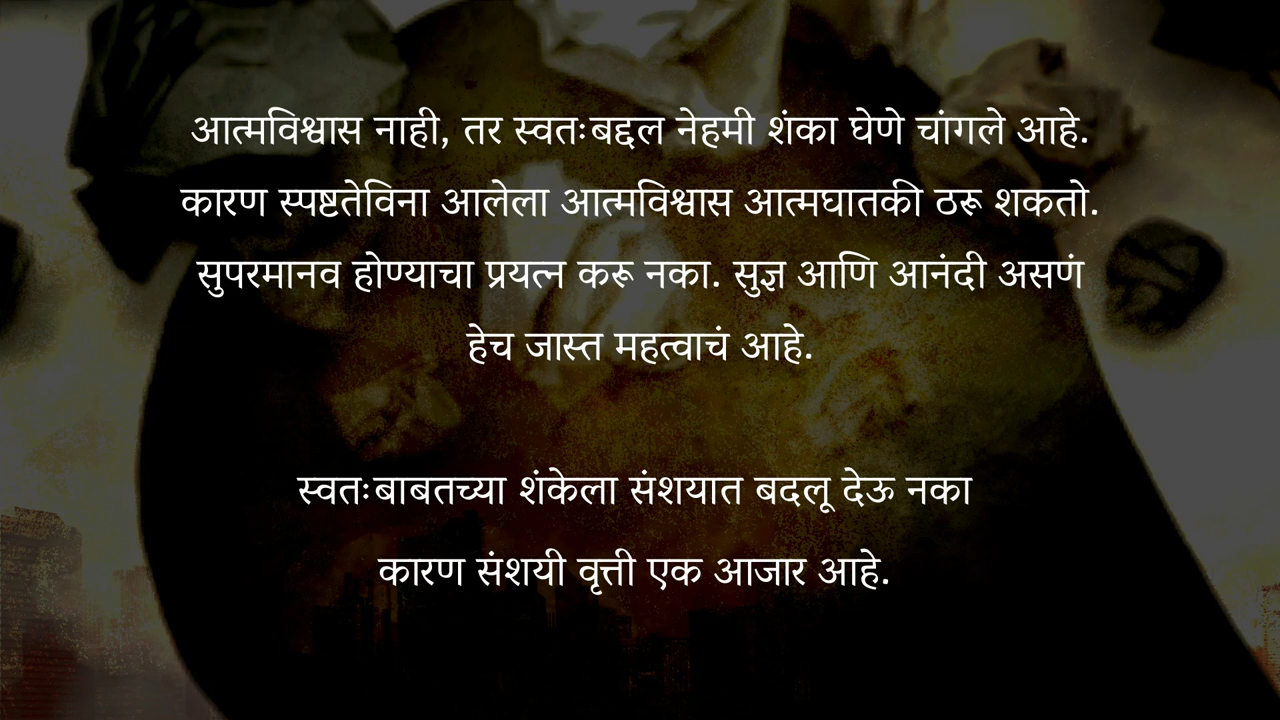 आत्मविश्वास नाही, तर स्वतःबद्दल नेहमी शंका घेणे चांगले आहे.
कारण स्पष्टतेविना आलेला आत्मविश्वास आत्मघातकी ठरू शकतो.
सुपरमानव होण्याचा प्रयत्न करू नका. सुज्ञ आणि आनंदी असणं
हेच जास्त महत्वाचं आहे.
स्वतःबाबतच्या शंकेला संशयात बदलू देऊ नका
कारण संशयी वृत्ती एक आजार आहे.